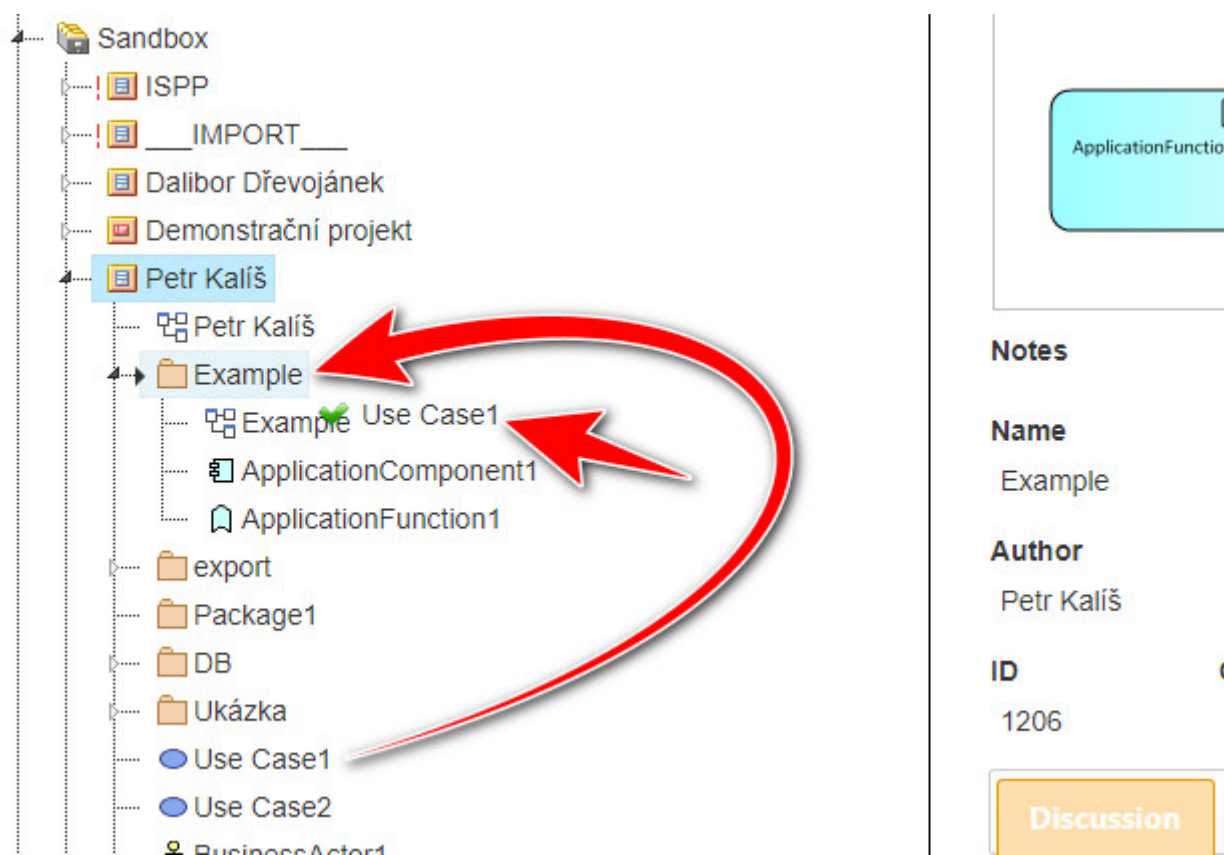 Sandbox
ISPP
___IMPORT___
Dalibor Dřevojánek
Demonstrační projekt
Petr Kalíš
Petr Kalíš
Example
Example
Use Case1
ApplicationComponent1
ApplicationFunction1
export
Package1
DB
Ukázka
Use Case1
Use Case2
BusinessActor1
ApplicationFunctio
Notes
Name
Example
Author
Petr Kalíš
ID
1206
Discussion